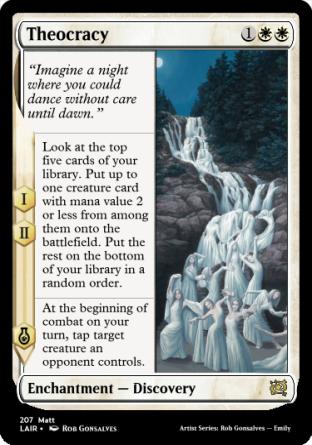 Theocracy 1
“Imagine a night
where you could
dance without care
until dawn.”
I
II
Look at the top
five cards of your
library. Put up to
one creature card
with mana value 2
or less from among
them onto the
battlefield. Put the
rest on the bottom
of your library in a
random order.
At the beginning of
combat on your
turn, tap target
creature an
opponent controls.
Enchantment — Discovery
207 Matt
LAIR • Rob Gonsalves
Artist Series: Rob Gonsalves — Emily